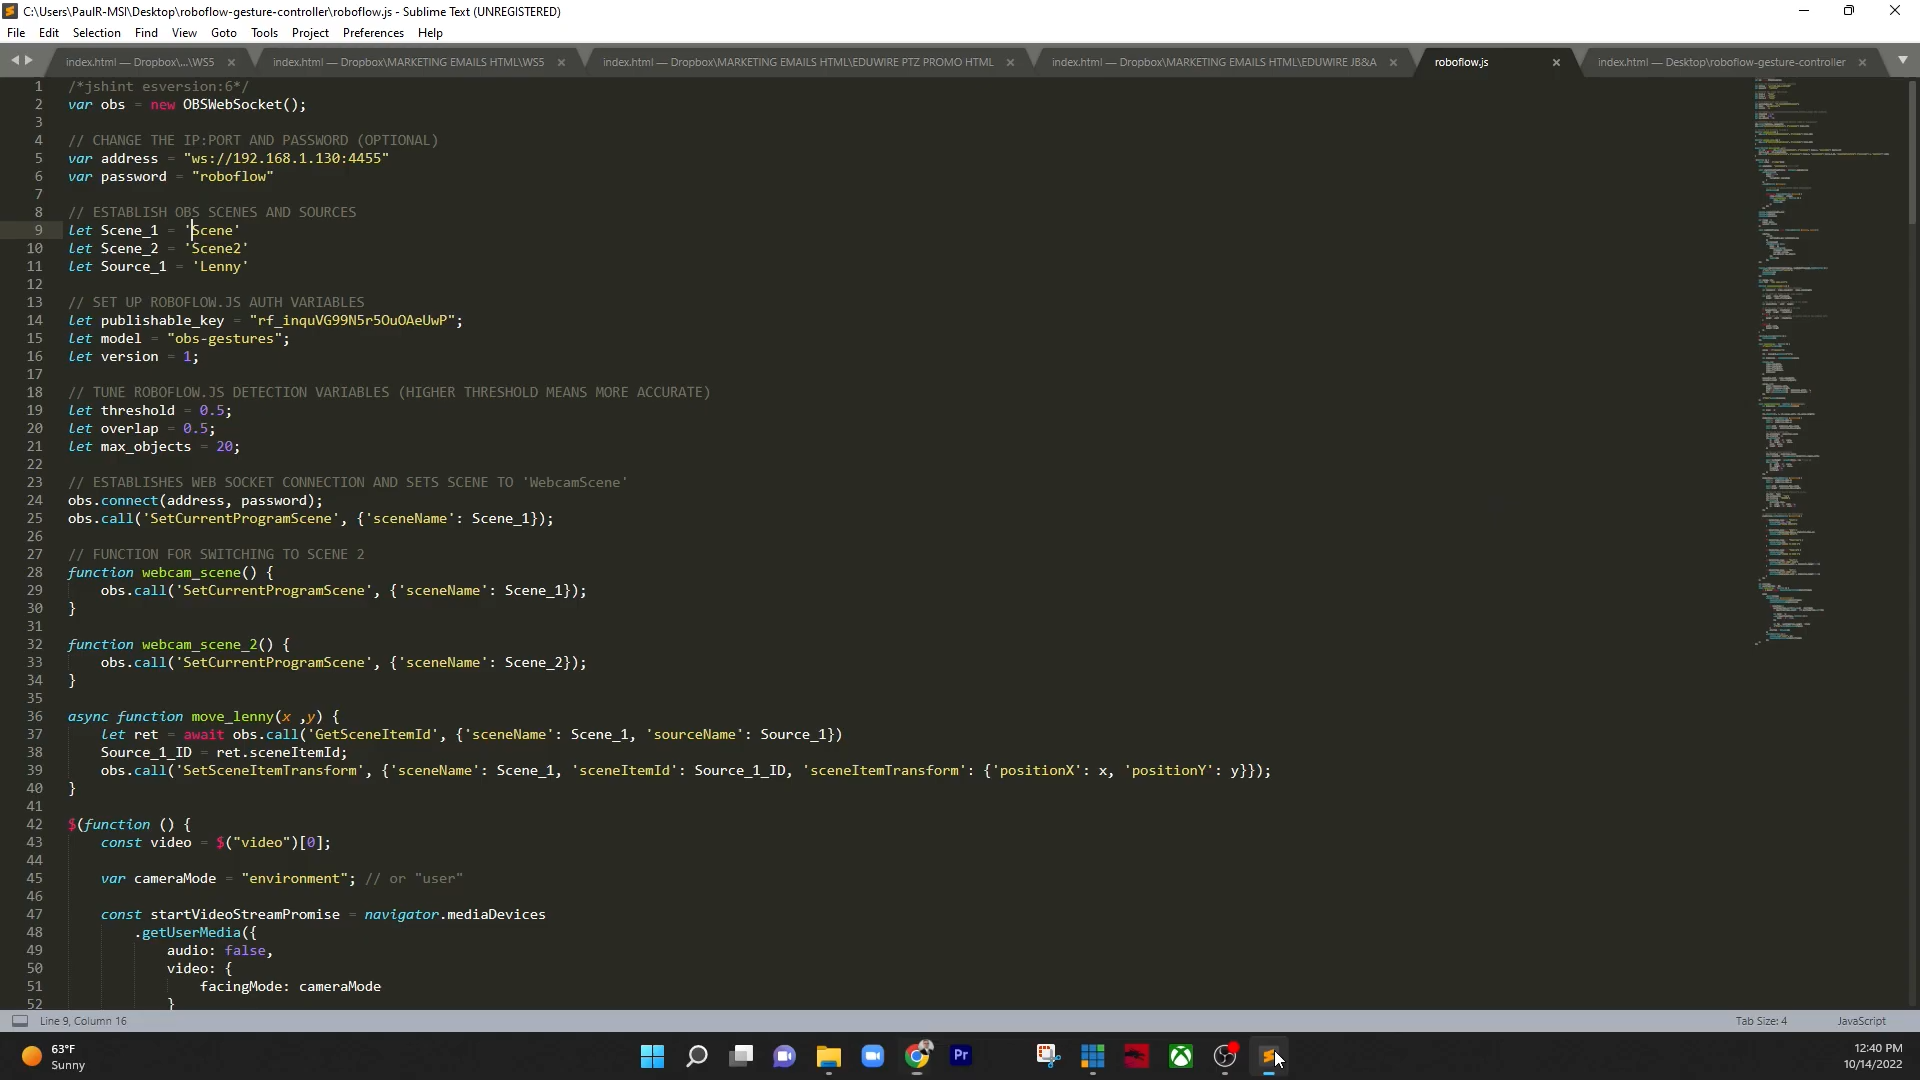 C:\Users\PaulR-MSI\Desktop\roboflow-gesture-controller\roboflow.js - Sublime Text (UNREGISTERED)
File Edit Selection Find View Goto Tools Project Preferences Help
index.html — Dropbox\...\WS5
index.html — Dropbox\MARKETING EMAILS HTML\WS5
index.html — Dropbox\MARKETING EMAILS HTML\EDUWIRE PTZ PROMO HTML
index.html — Dropbox\MARKETING EMAILS HTML\EDUWIRE JB&A
roboflow.js
index.html — Desktop\roboflow-gesture-controller
1 /*jshint esversion:6*/
2 var obs = new OBSWebSocket();
3
4 // CHANGE THE IP:PORT AND PASSWORD (OPTIONAL)
5 var address = "ws://192.168.1.130:4455"
6 var password = "roboflow"
7
8 // ESTABLISH OBS SCENES AND SOURCES
9 let Scene_1 = 'Scene'
10 let Scene_2 = 'Scene2'
11 let Source_1 = 'Lenny'
12
13 // SET UP ROBOFLOW.JS AUTH VARIABLES
14 let publishable_key = "rf_inquVG99N5r5OuOAeUwP";
15 let model = "obs-gestures";
16 let version = 1;
17
18 // TUNE ROBOFLOW.JS DETECTION VARIABLES (HIGHER THRESHOLD MEANS MORE ACCURATE)
19 let threshold = 0.5;
20 let overlap = 0.5;
21 let max_objects = 20;
22
23 // ESTABLISHES WEB SOCKET CONNECTION AND SETS SCENE TO 'WebcamScene'
24 obs.connect(address, password);
25 obs.call('SetCurrentProgramScene', {'sceneName': Scene_1});
26
27 // FUNCTION FOR SWITCHING TO SCENE 2
28 function webcam_scene() {
29 obs.call('SetCurrentProgramScene', {'sceneName': Scene_1});
30 }
31
32 function webcam_scene_2() {
33 obs.call('SetCurrentProgramScene', {'sceneName': Scene_2});
34 }
35
36 async function move_lenny(x ,y) {
37 let ret = await obs.call('GetSceneItemId', {'sceneName': Scene_1, 'sourceName': Source_1})
38 Source_1_ID = ret.sceneItemId;
39 obs.call('SetSceneItemTransform', {'sceneName': Scene_1, 'sceneItemId': Source_1_ID, 'sceneItemTransform': {'positionX': x, 'positionY': y}});
40 }
41
42 $(function () {
43 const video = $("video")[0];
44
45 var cameraMode = "environment"; // or "user"
46
47 const startVideoStreamPromise = navigator.mediaDevices
48 .getUserMedia({
49 audio: false,
50 video: {
51 facingMode: cameraMode
52 }
Line 9, Column 16
Tab Size: 4
JavaScript
63°F
Sunny
Pr
12:40 PM
10/14/2022